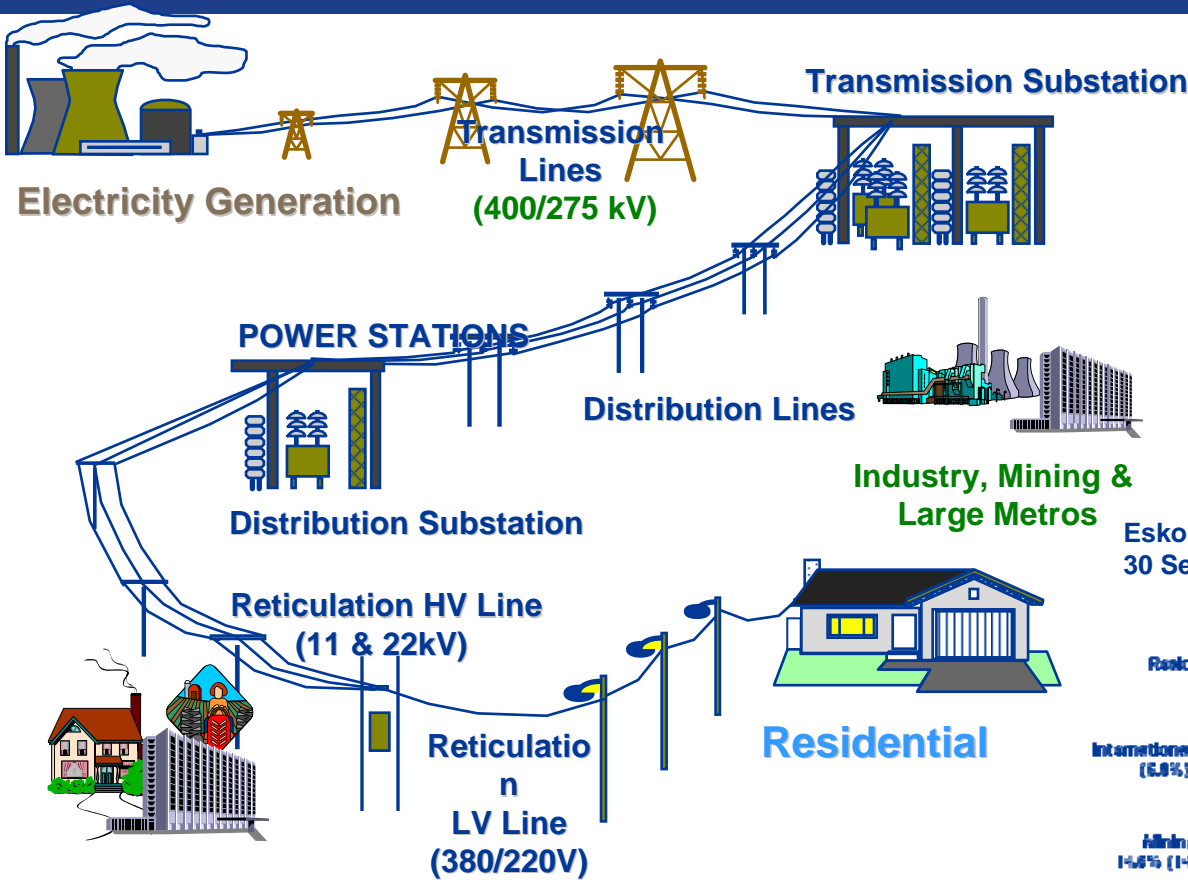 Transmission Substation
Transmission
Lines
(400/275 kV)
Electricity Generation
POWER STATIONS
Distribution Lines
Industry, Mining &
Large Metros
Distribution Substation
30 Se
Reticulation HV Line
(11 & 22kV)
Residential
Reticulatio
n
LV Line
(380/220V)